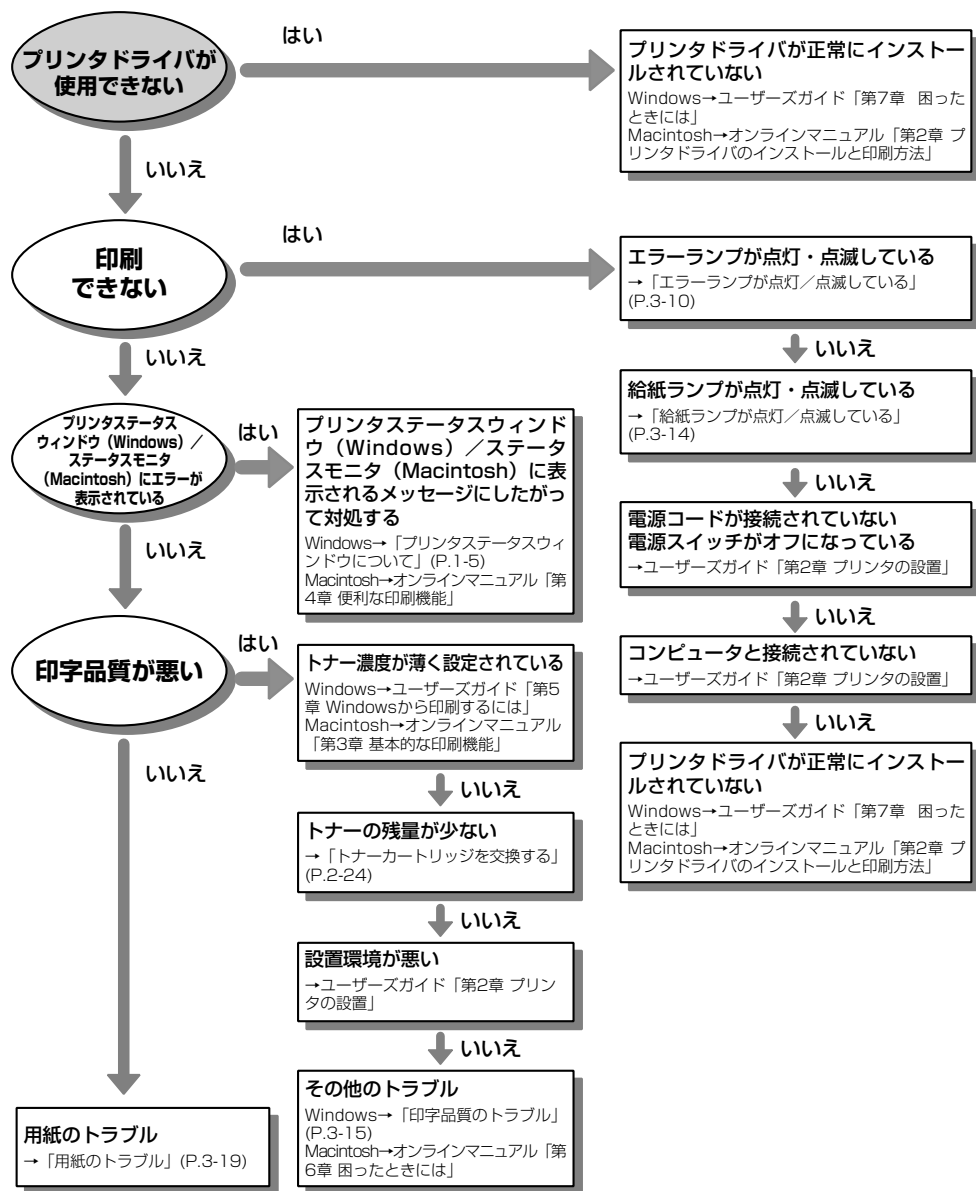 プリンタドライバが
使用できない
はい
プリンタドライバが正常にインストー
ルされていない
Windows→ユーザーズガイド「第7章 困った
ときには」
Macintosh→オンラインマニュアル「第2章 プ
リンタドライバのインストールと印刷方法」
いいえ
印刷
できない
はい
エラーランプが点灯・点滅している
→「エラーランプが点灯／点滅している」
(P.3-10)
いいえ
給紙ランプが点灯・点滅している
→「給紙ランプが点灯／点滅している」
(P.3-14)
いいえ
電源コードが接続されていない
電源スイッチがオフになっている
→ユーザーズガイド「第2章 プリンタの設置」
いいえ
コンピュータと接続されていない
→ユーザーズガイド「第2章 プリンタの設置」
いいえ
プリンタドライバが正常にインストー
ルされていない
Windows→ユーザーズガイド「第7章 困った
ときには」
Macintosh→オンラインマニュアル「第2章 プ
リンタドライバのインストールと印刷方法」
いいえ
プリンタステータス
ウィンドウ（Windows）／
ステータスモニタ
（Macintosh）にエラーが
表示されている
はい
プリンタステータスウィンド
ウ（Windows）／ステータ
スモニタ（Macintosh）に表
示されるメッセージにしたがっ
て対処する
Windows→「プリンタステータスウィ
ンドウについて」(P.1-5)
Macintosh→オンラインマニュアル「第
4章 便利な印刷機能」
いいえ
印字品質が悪い
はい
トナー濃度が薄く設定されている
Windows→ユーザーズガイド「第5
章 Windowsから印刷するには」
Macintosh→オンラインマニュアル
「第3章 基本的な印刷機能」
いいえ
トナーの残量が少ない
→「トナーカートリッジを交換する」
(P.2-24)
いいえ
設置環境が悪い
→ユーザーズガイド「第2章 プリン
タの設置」
いいえ
その他のトラブル
Windows→「印字品質のトラブル」
(P.3-15)
Macintosh→オンラインマニュアル「第
6章 困ったときには」
いいえ
用紙のトラブル
→「用紙のトラブル」(P.3-19)